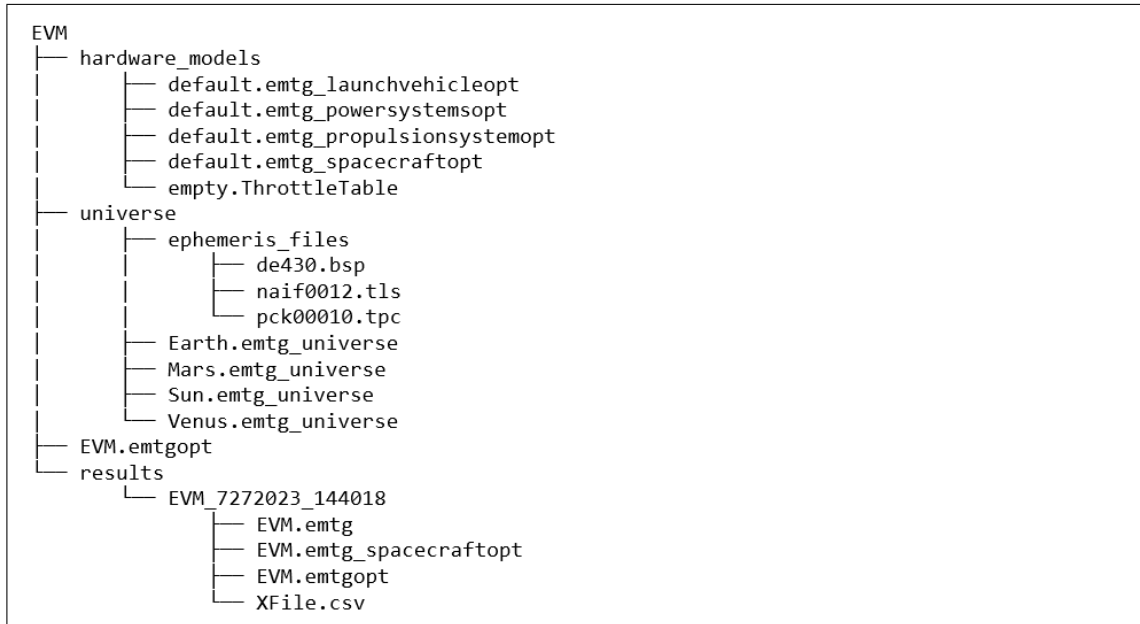 EVM
├── hardware_models
│       ├── default.emtg_launchvehicleopt
│       ├── default.emtg_powersystemsopt
│       ├── default.emtg_propulsionsystemopt
│       ├── default.emtg_spacecraftopt
│       └── empty.ThrottleTable
├── universe
│       ├── ephemeris_files
│       │       ├── de430.bsp
│       │       ├── naif0012.tls
│       │       └── pck00010.tpc
│       ├── Earth.emtg_universe
│       ├── Mars.emtg_universe
│       ├── Sun.emtg_universe
│       └── Venus.emtg_universe
├── EVM.emtgopt
└── results
        └── EVM_7272023_144018
                ├── EVM.emtg
                ├── EVM.emtg_spacecraftopt
                ├── EVM.emtgopt
                └── XFile.csv